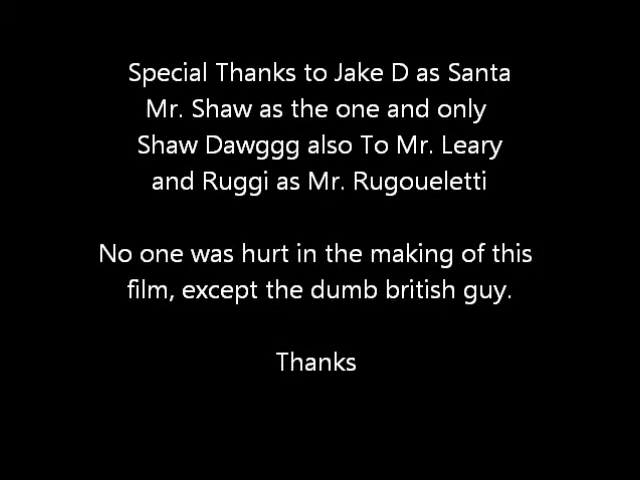 Special Thanks to Jake D as Santa
Mr. Shaw as the one and only
Shaw Dawggg also To Mr. Leary
and Ruggi as Mr. Rugoueletti
No one was hurt in the making of this
film, except the dumb british guy.
Thanks